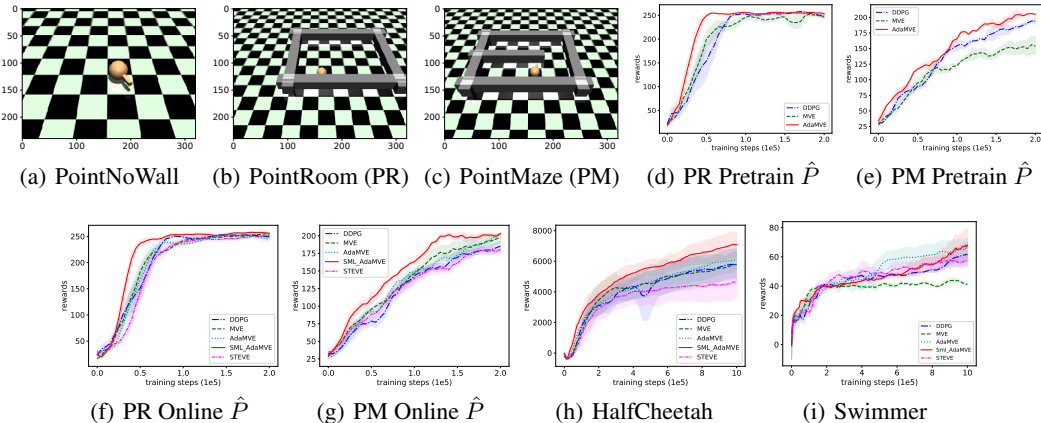 0
50
100
150
200
0 100 200 300
(a) PointNoWall
0
50
100
150
200
0 100 200 300
(b) PointRoom (PR)
0
50
100
150
200
0 100 200 300
(c) PointMaze (PM)
250
200
150
100
50
rewards
DDPG
MVE
AdaMVE
0.0 0.5 1.0 1.5 2.0
training steps (1e5)
(d) PR Pretrain P̂
200
150
100
50
rewards
DDPG
MVE
AdaMVE
0.0 0.5 1.0 1.5 2.0
training steps (1e5)
(e) PM Pretrain P̂
250
200
150
100
50
rewards
DDPG
MVE
AdaMVE
SML_AdaMVE
STEVE
0.0 0.5 1.0 1.5 2.0
training steps (1e5)
(f) PR Online P̂
200
175
150
125
100
75
50
25
rewards
DDPG
MVE
AdaMVE
SML_AdaMVE
STEVE
0.0 0.5 1.0 1.5 2.0
training steps (1e5)
(g) PM Online P̂
8000
6000
4000
2000
0
rewards
DDPG
MVE
AdaMVE
SML_AdaMVE
STEVE
0 2 4 6 8 10
training steps (1e5)
(h) HalfCheetah
80
60
40
20
0
rewards
DDPG
MVE
AdaMVE
Sml_AdaMVE
STEVE
0 2 4 6 8 10
training steps (1e5)
(i) Swimmer